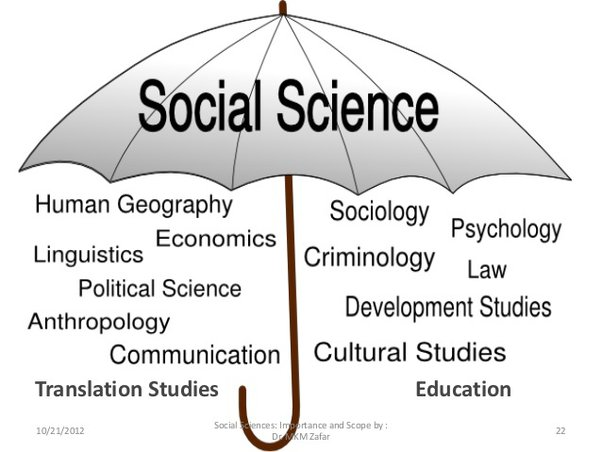 Social Science
Human Geography
Sociology
Psychology
Economics
Linguistics
Criminology
Law
Political Science
Development Studies
Anthropology
Communication
Cultural Studies
Translation Studies
Education
10/21/2012
Social Sciences: Importance and Scope by :
Dr. MKM Zafar
22